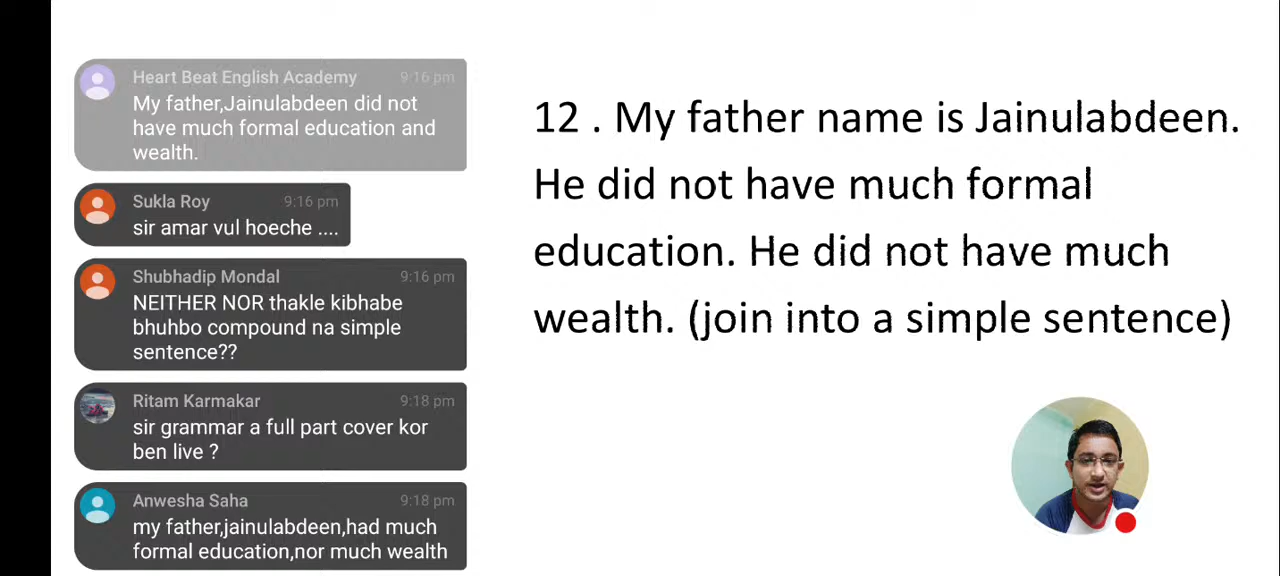 Heart Beat English Academy 9:16 pm
My father,Jainulabdeen did not
have much formal education and
wealth.
Sukla Roy 9:16 pm
sir amar vul hoeche ....
Shubhadip Mondal 9:16 pm
NEITHER NOR thakle kibhabe
bhuhbo compound na simple
sentence??
Ritam Karmakar 9:18 pm
sir grammar a full part cover kor
ben live ?
Anwesha Saha 9:18 pm
my father,jainulabdeen,had much
formal education,nor much wealth
12 . My father name is Jainulabdeen.
He did not have much formal
education. He did not have much
wealth. (join into a simple sentence)